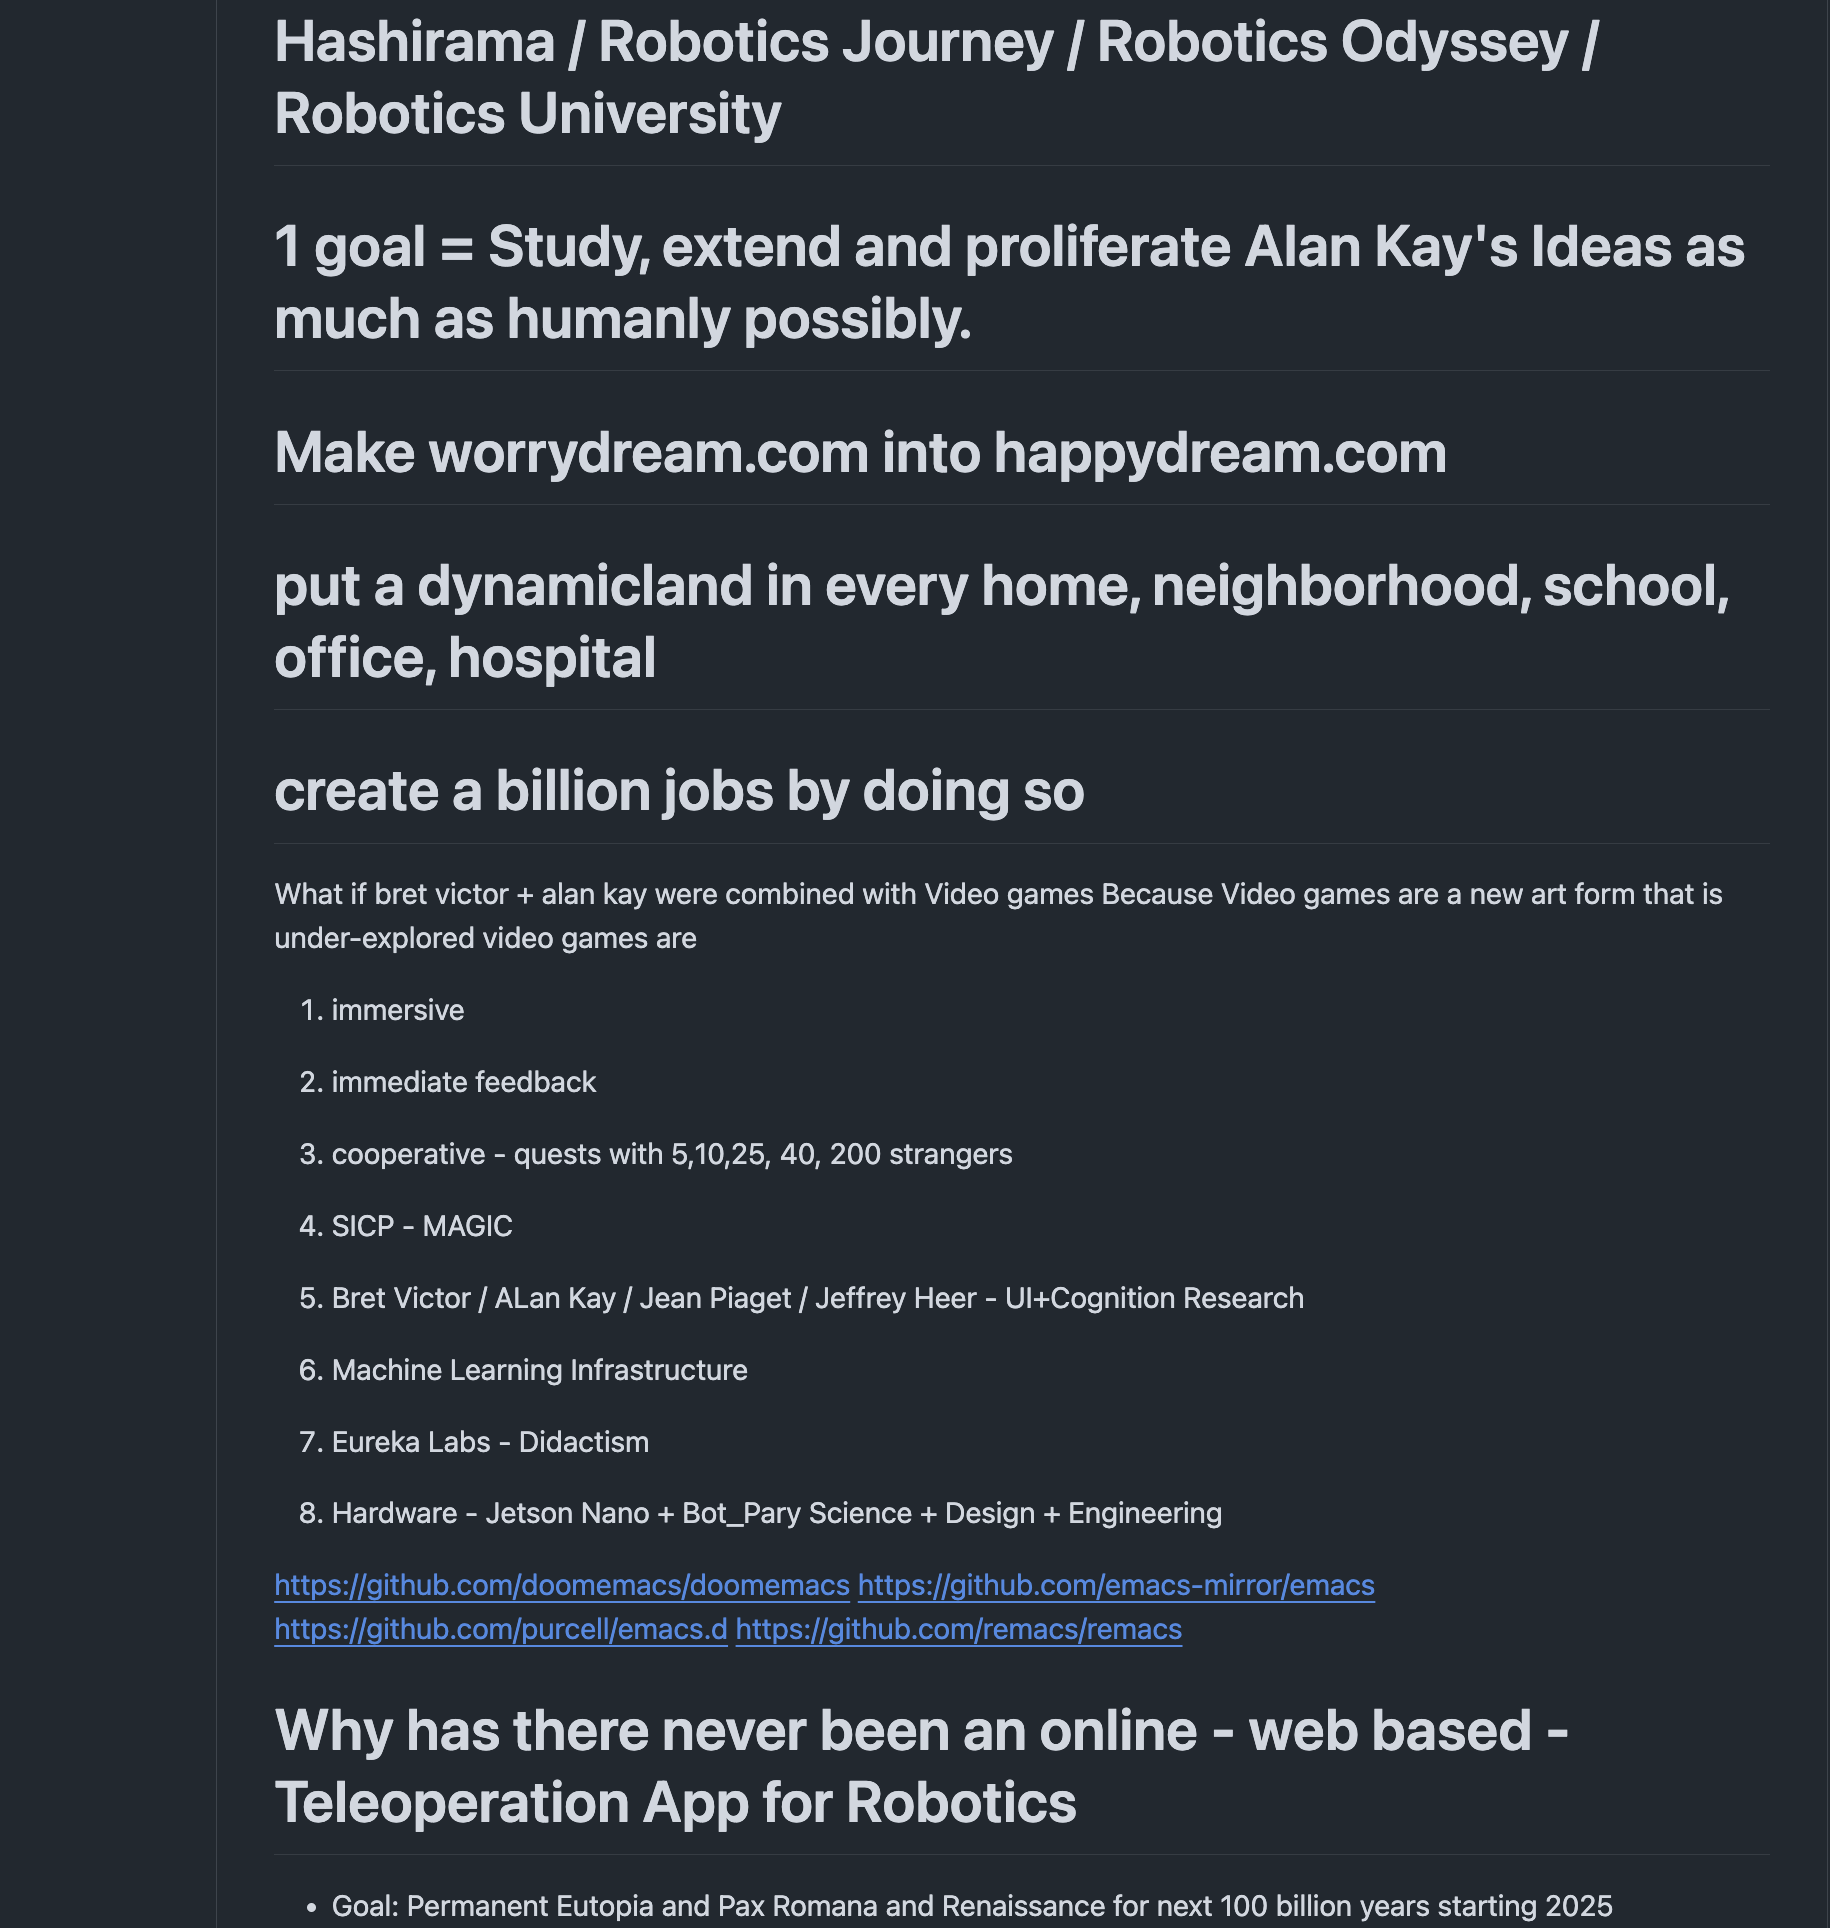 Hashirama / Robotics Journey / Robotics Odyssey /
Robotics University
1 goal = Study, extend and proliferate Alan Kay's Ideas as
much as humanly possibly.
Make worrydream.com into happydream.com
put a dynamicland in every home, neighborhood, school,
office, hospital
create a billion jobs by doing so
What if bret victor + alan kay were combined with Video games Because Video games are a new art form that is
under-explored video games are
1. immersive
2. immediate feedback
3. cooperative - quests with 5,10,25, 40, 200 strangers
4. SICP - MAGIC
5. Bret Victor / ALan Kay / Jean Piaget / Jeffrey Heer - UI+Cognition Research
6. Machine Learning Infrastructure
7. Eureka Labs - Didactism
8. Hardware - Jetson Nano + Bot_Pary Science + Design + Engineering
https://github.com/doomemacs/doomemacs https://github.com/emacs-mirror/emacs
https://github.com/purcell/emacs.d https://github.com/remacs/remacs
Why has there never been an online - web based -
Teleoperation App for Robotics
• Goal: Permanent Eutopia and Pax Romana and Renaissance for next 100 billion years starting 2025